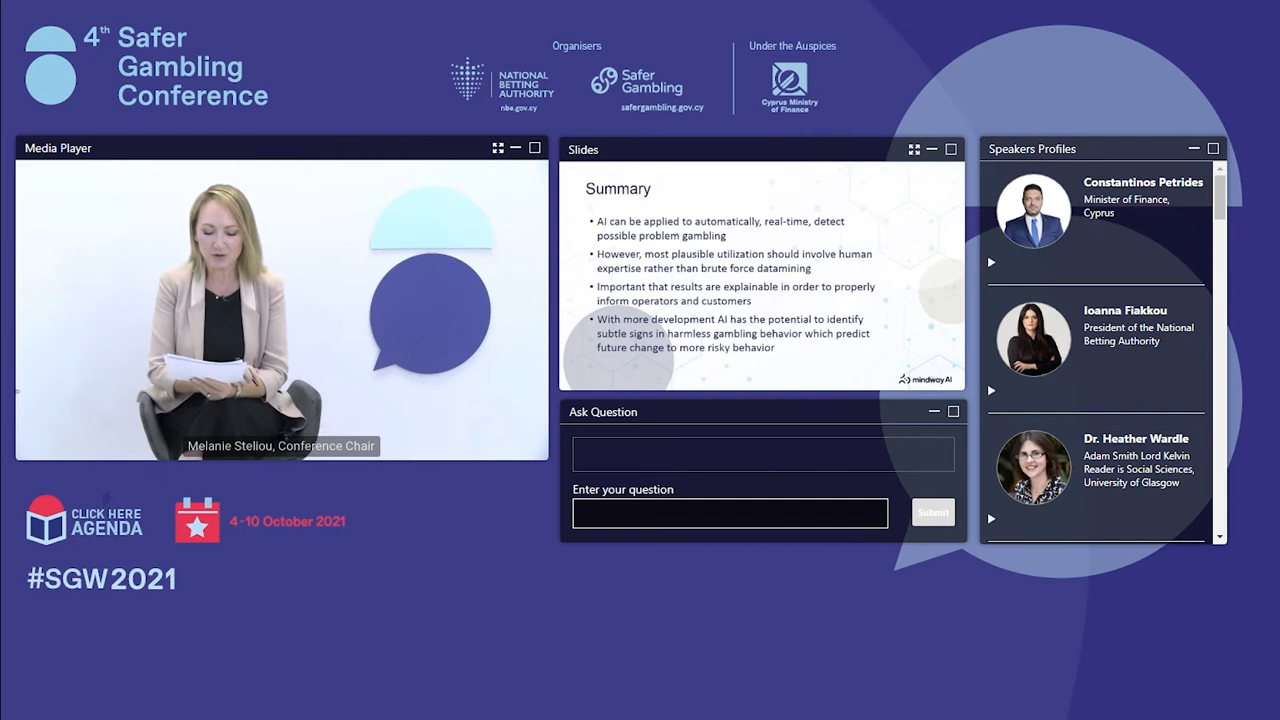 4th Safer
Gambling
Conference
Organisers
NATIONAL
BETTING
AUTHORITY
nba.gov.cy
Safer
Gambling
safergambling.gov.cy
Under the Auspices
Cyprus Ministry
of Finance
Media Player
Melanie Steliou, Conference Chair
Slides
Summary
• AI can be applied to automatically, real-time, detect
possible problem gambling
• However, most plausible utilization should involve human
expertise rather than brute force datamining
• Important that results are explainable in order to properly
inform operators and customers
• With more development AI has the potential to identify
subtle signs in harmless gambling behavior which predict
future change to more risky behavior
mindway AI
Ask Question
Enter your question
Submit
Speakers Profiles
Constantinos Petrides
Minister of Finance,
Cyprus
Ioanna Fiakkou
President of the National
Betting Authority
Dr. Heather Wardle
Adam Smith Lord Kelvin
Reader is Social Sciences,
University of Glasgow
CLICK HERE
AGENDA
4-10 October 2021
#SGW2021